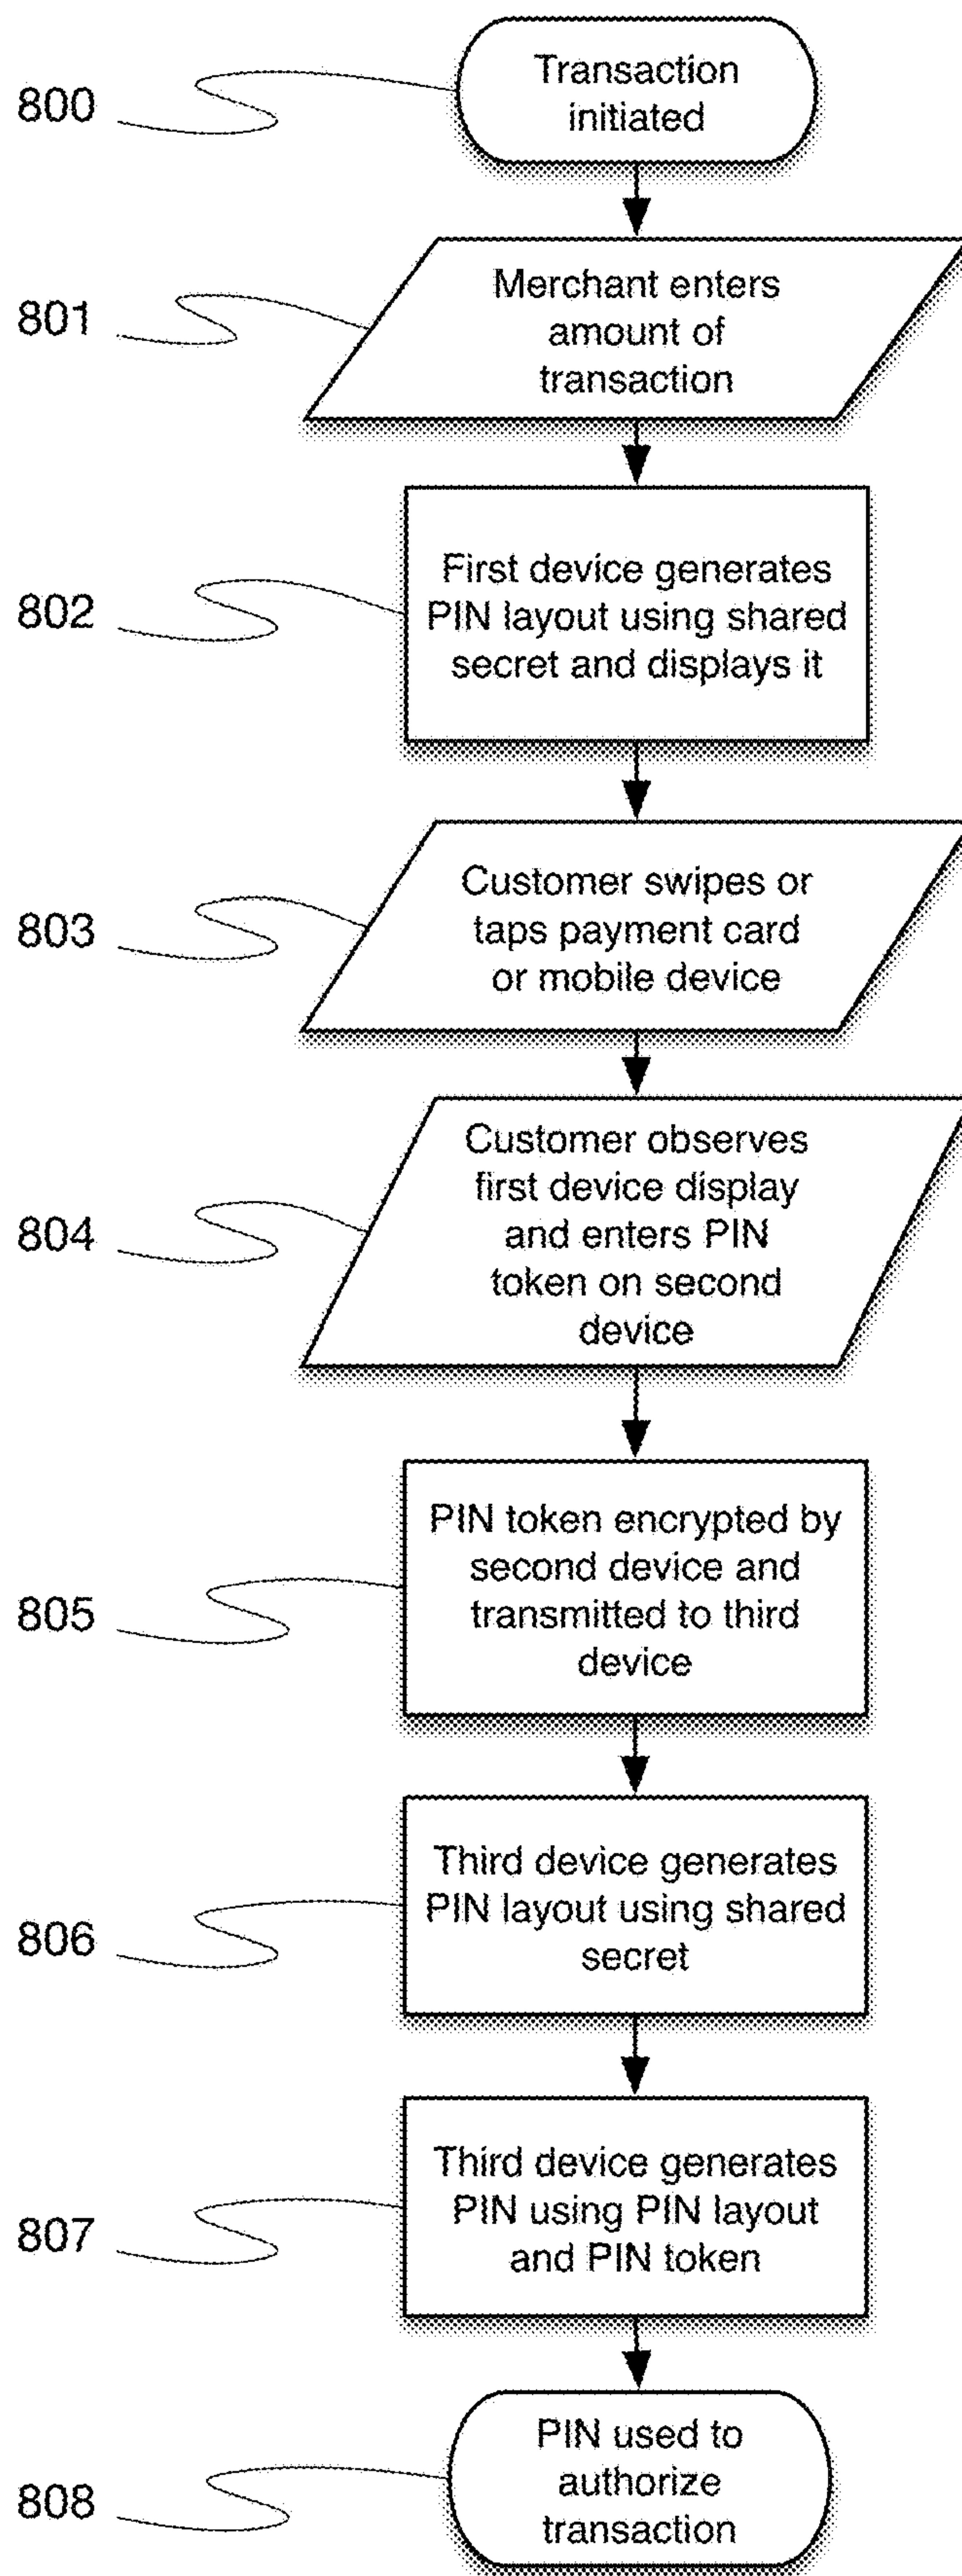 800
Transaction
initiated
801
Merchant enters
amount of
transaction
802
First device generates
PIN layout using shared
secret and displays it
803
Customer swipes or
taps payment card
or mobile device
804
Customer observes
first device display
and enters PIN
token on second
device
805
PIN token encrypted by
second device and
transmitted to third
device
806
Third device generates
PIN layout using shared
secret
807
Third device generates
PIN using PIN layout
and PIN token
808
PIN used to
authorize
transaction